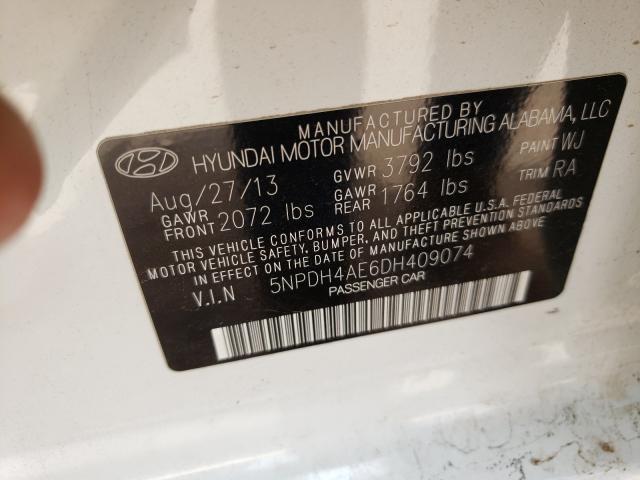 MANUFACTURED BY
HYUNDAI MOTOR MANUFACTURING ALABAMA, LLC
Aug/27/13 GVWR 3792 lbs PAINT WJ
GAWR FRONT 2072 lbs GAWR REAR 1764 lbs TRIM RA
THIS VEHICLE CONFORMS TO ALL APPLICABLE U.S.A. FEDERAL
MOTOR VEHICLE SAFETY, BUMPER, AND THEFT PREVENTION STANDARDS
IN EFFECT ON THE DATE OF MANUFACTURE SHOWN ABOVE
V.I.N 5NPDH4AE6DH409074
PASSENGER CAR